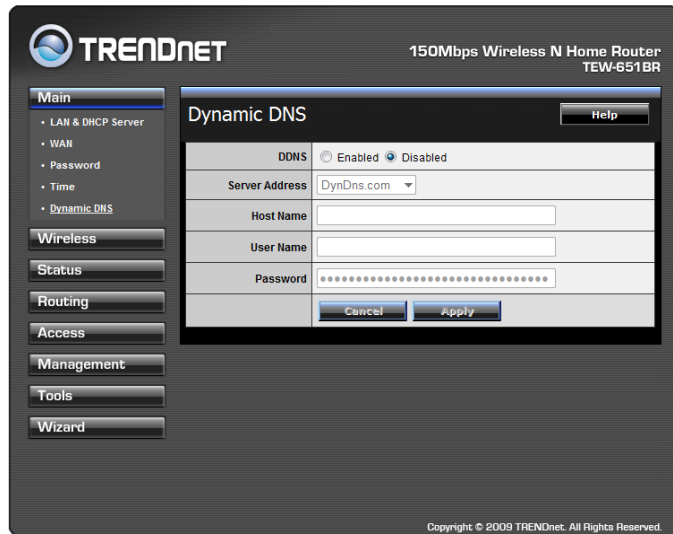 TRENDNET
150Mbps Wireless N Home Router
TEW-651BR
Main
• LAN & DHCP Server
• WAN
• Password
• Time
• Dynamic DNS
Wireless
Status
Routing
Access
Management
Tools
Wizard
Dynamic DNS
Help
DDNS Enabled Disabled
Server Address DynDns.com
Host Name
User Name
Password ••••••••••••••••••••••••••••••••
Cancel Apply
Copyright © 2009 TRENDnet. All Rights Reserved.